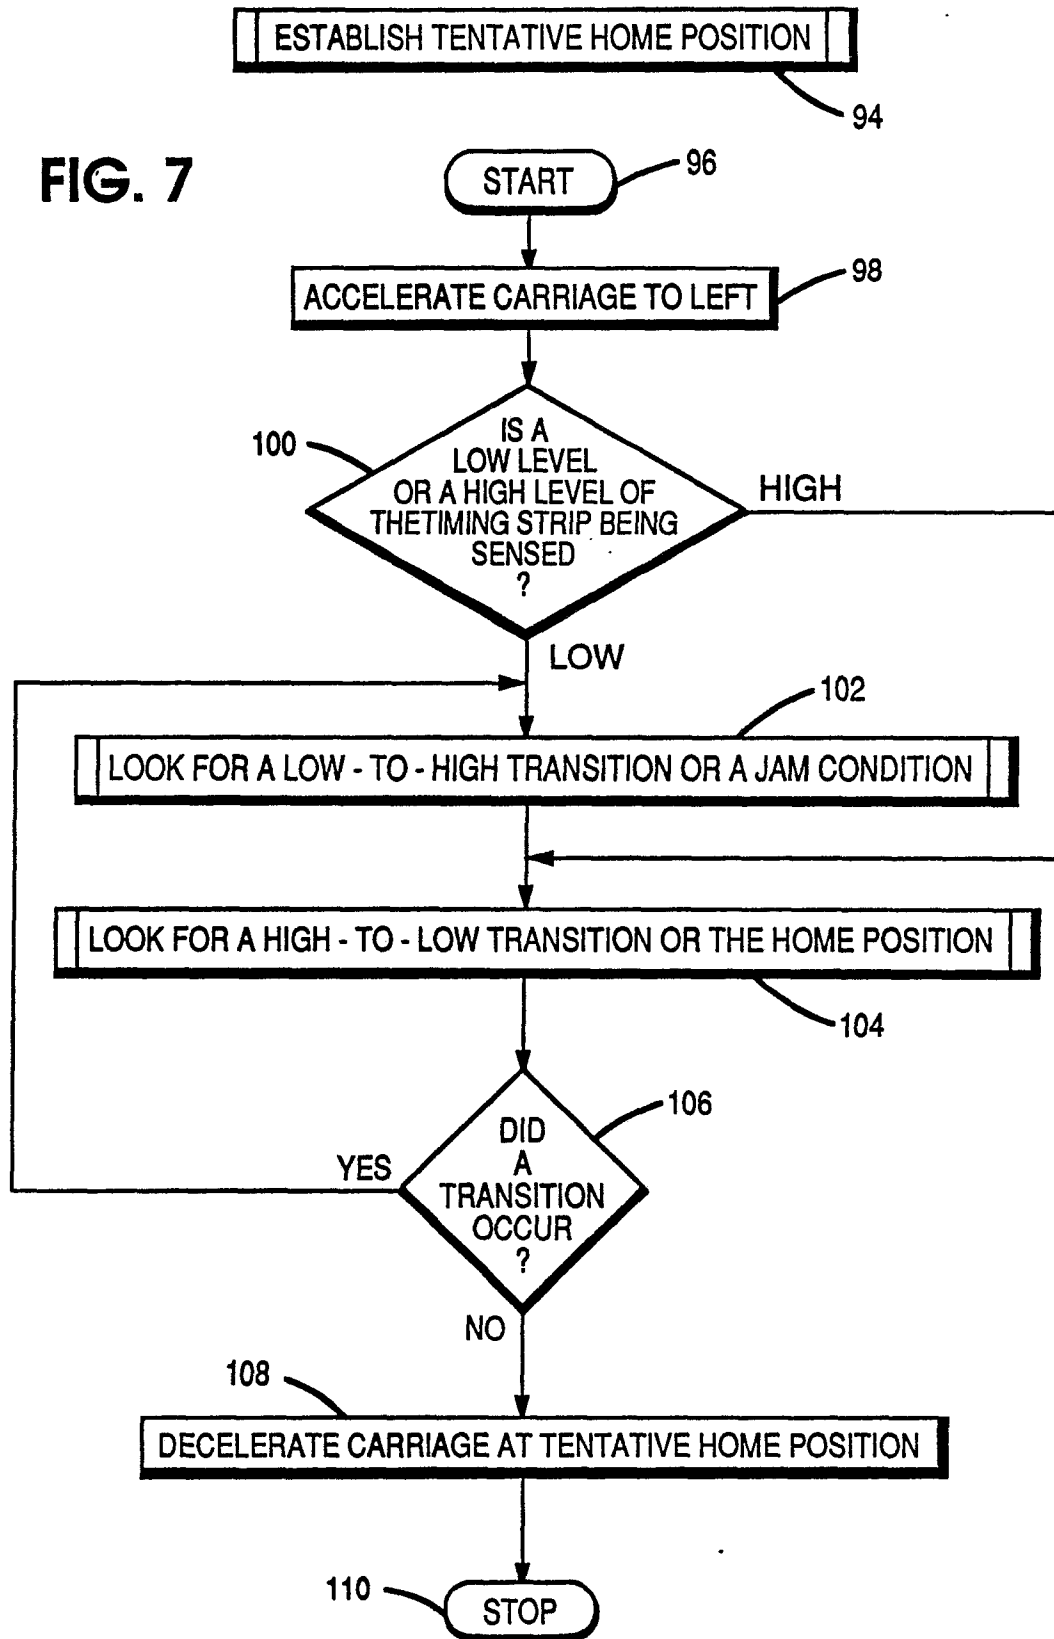 ESTABLISH TENTATIVE HOME POSITION
94
FIG. 7
START
96
ACCELERATE CARRIAGE TO LEFT
98
100
IS A
LOW LEVEL
OR A HIGH LEVEL OF
THETIMING STRIP BEING
SENSED
?
HIGH
LOW
102
LOOK FOR A LOW - TO - HIGH TRANSITION OR A JAM CONDITION
LOOK FOR A HIGH - TO - LOW TRANSITION OR THE HOME POSITION
104
106
DID
A
TRANSITION
OCCUR
?
YES
NO
108
DECELERATE CARRIAGE AT TENTATIVE HOME POSITION
110
STOP